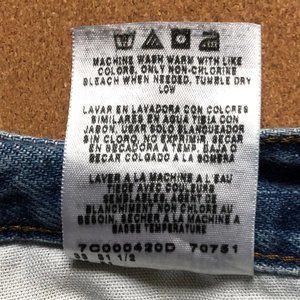 MACHINE WASH WARM WITH LIKE
COLORS, ONLY NON-CHLORINE
BLEACH WHEN NEEDED, TUMBLE DRY
LOW
LAVAR EN LAVADORA CON COLORES
SIMILARES EN AGUA TIBIA CON
JABON, USAR SOLO BLANQUEADOR
SIN CLORO, NO EXPRIMIR, SECAR
EN SECADORA A TEMP. BAJA O
SECAR COLGADO A LA SOMBRA
LAVER A LA MACHINE A L'EAU
TIEDE AVEC COULEURS
SEMBLABLES, AGENT DE
BLANCHIMENT NON CHLORE AU
BESOIN, SECHER A LA MACHINE A
BASSE TEMPERATURE
7C000420D 70751